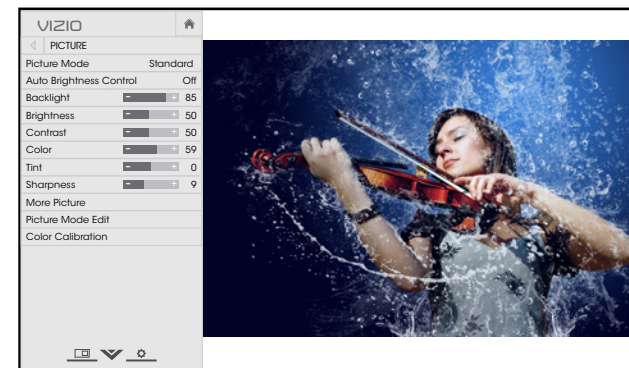 VIZIO
PICTURE
Picture Mode Standard
Auto Brightness Control Off
Backlight - + 85
Brightness - + 50
Contrast - + 50
Color - + 59
Tint - + 0
Sharpness - + 9
More Picture
Picture Mode Edit
Color Calibration